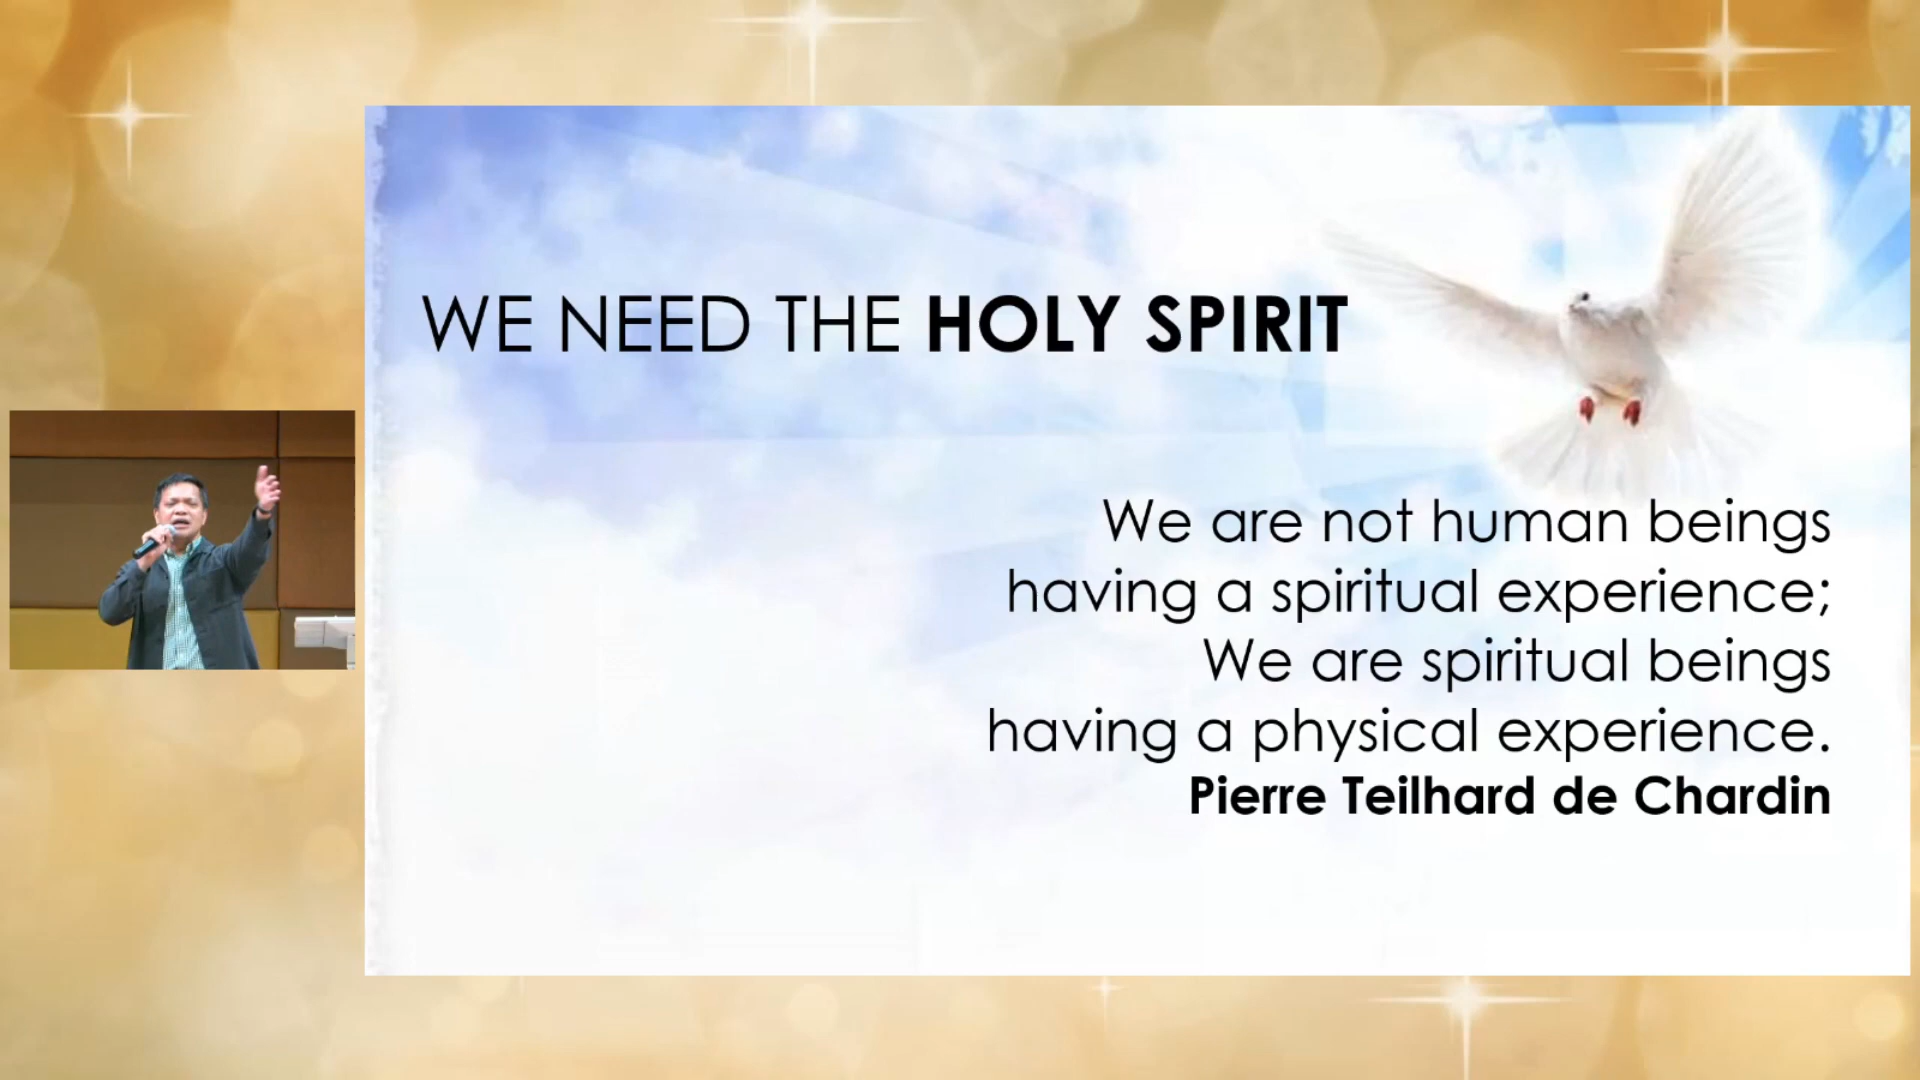 WE NEED THE HOLY SPIRIT
We are not human beings
having a spiritual experience;
We are spiritual beings
having a physical experience.
Pierre Teilhard de Chardin